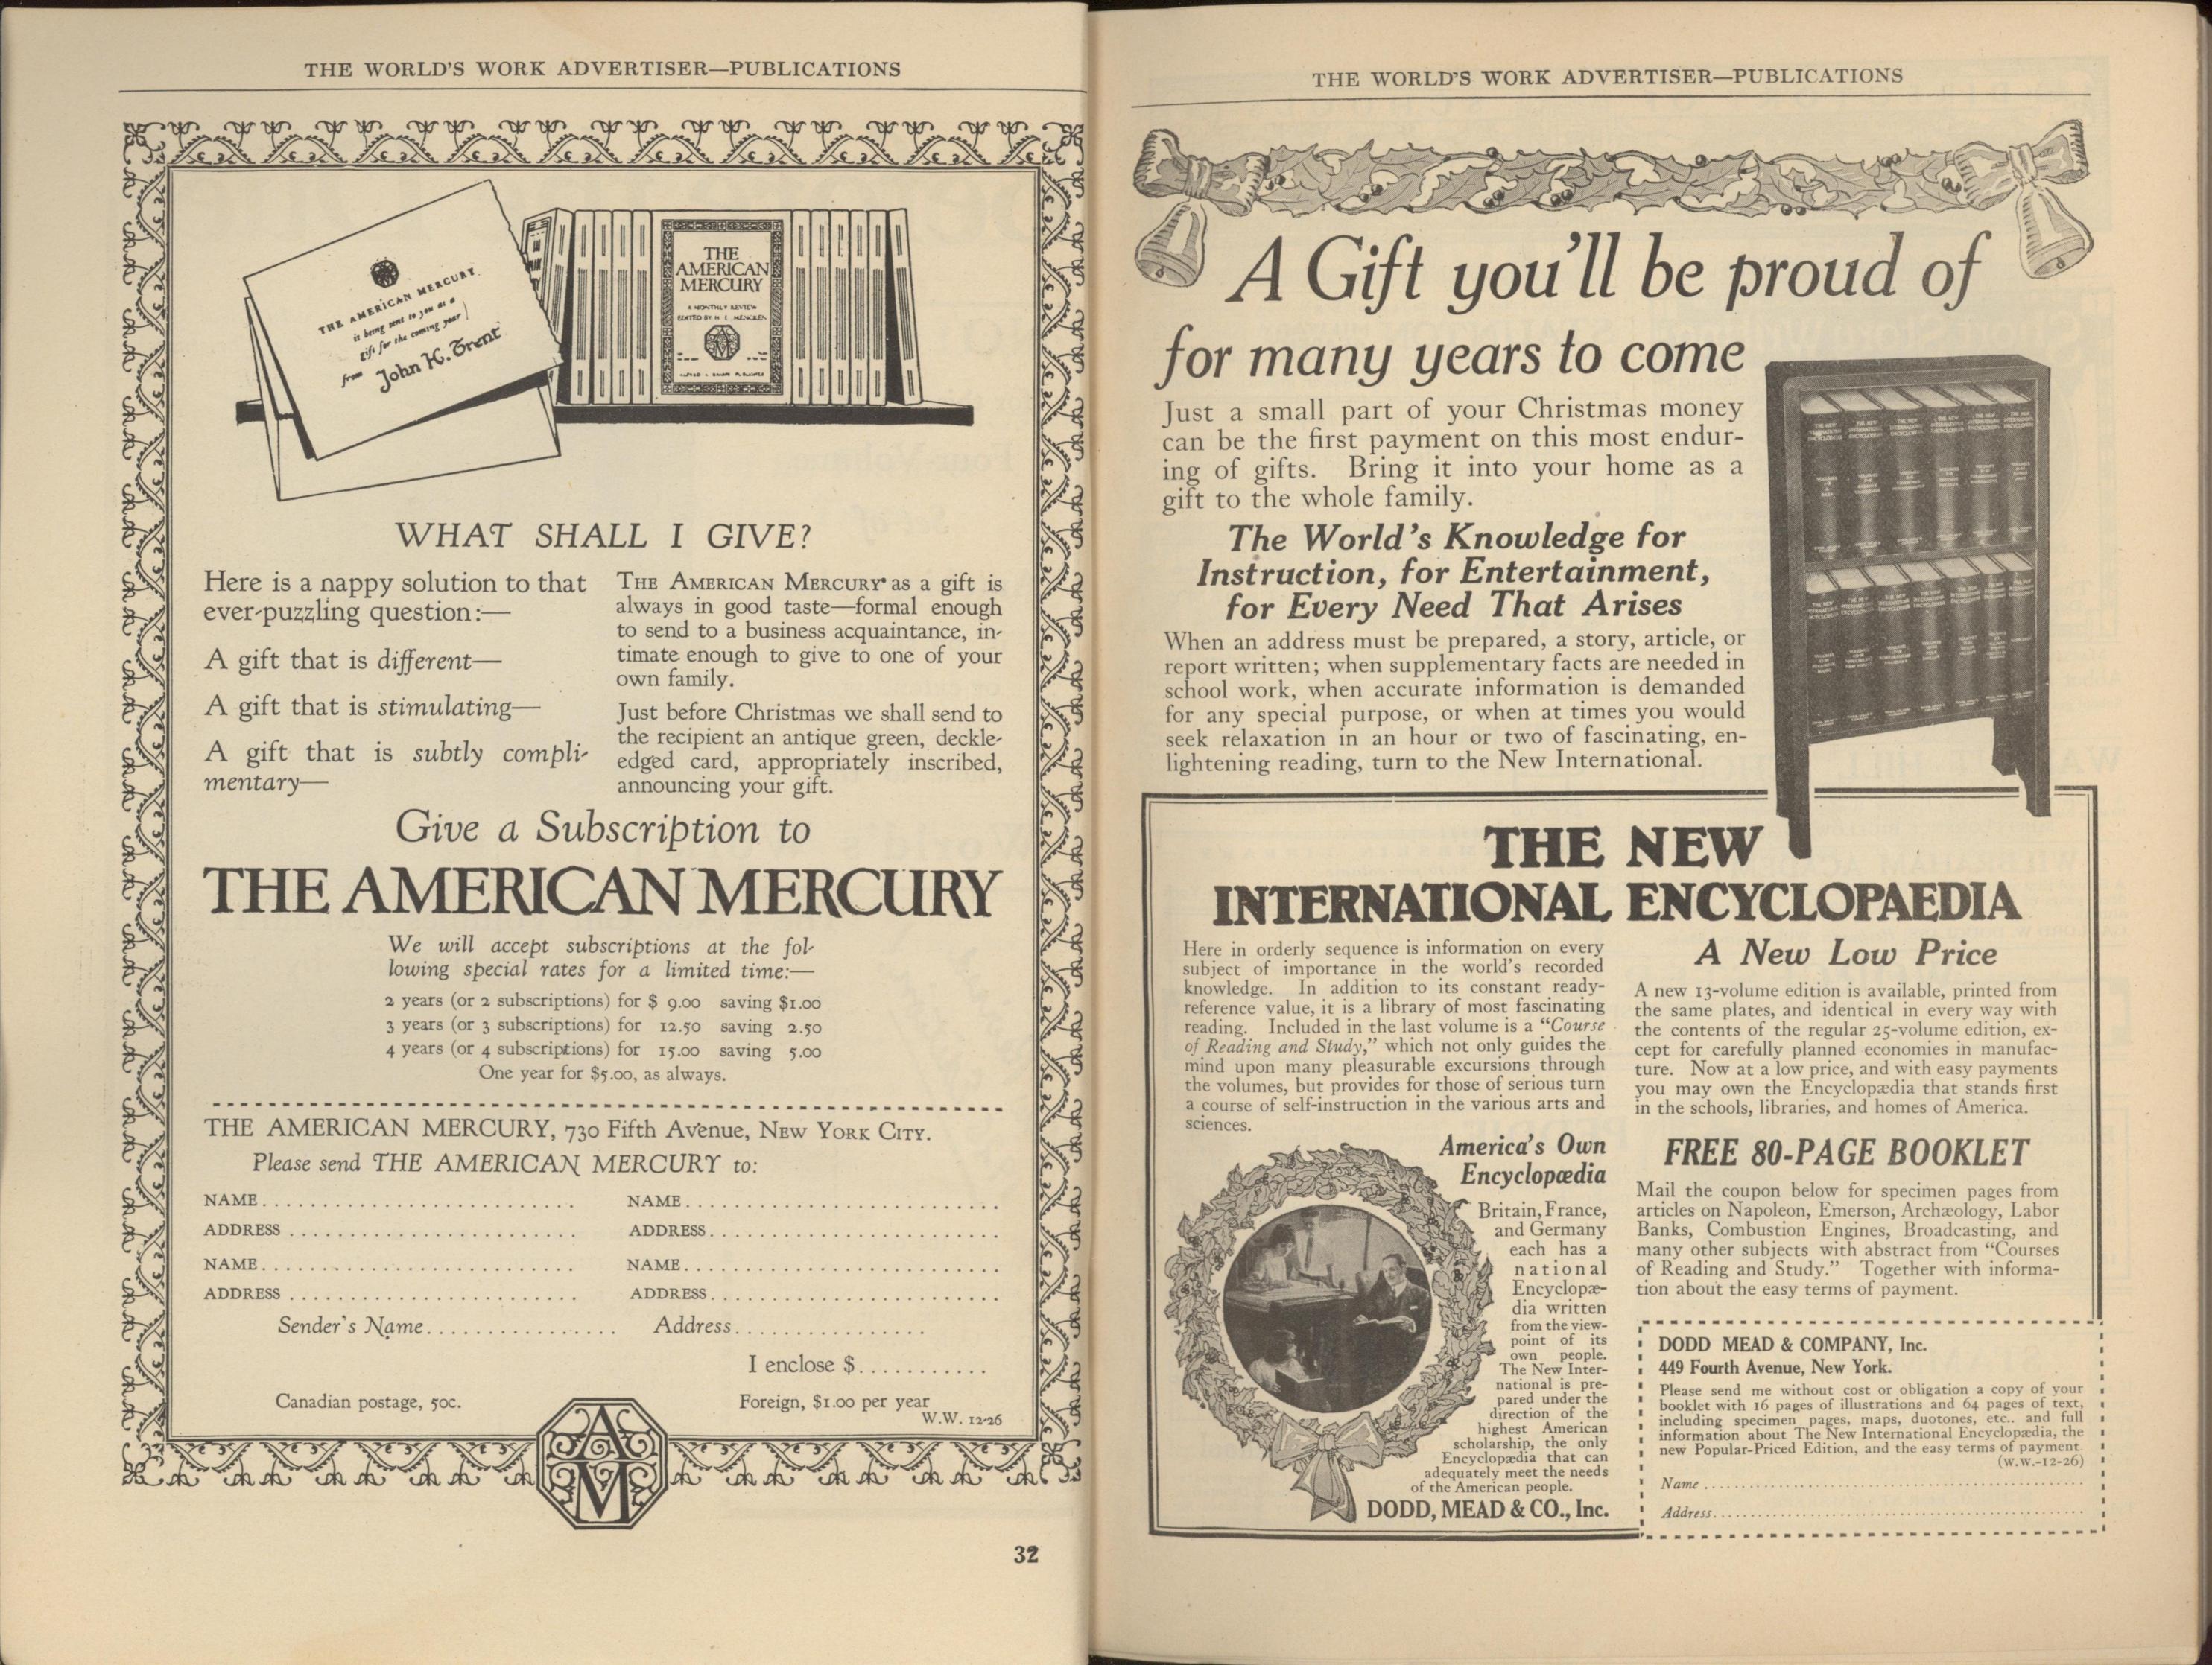 THE WORLD'S WORK ADVERTISER—PUBLICATIONS
THE AMERICAN MERCURY
is being sent to you as a
gift for the coming year
from John K. Trent
THE
AMERICAN
MERCURY
A MONTHLY REVIEW
EDITED BY H. L. MENCKEN
WHAT SHALL I GIVE?
Here is a nappy solution to that
ever-puzzling question:—
A gift that is different—
A gift that is stimulating—
A gift that is subtly compli-
mentary—
THE AMERICAN MERCURY as a gift is
always in good taste—formal enough
to send to a business acquaintance, in-
timate enough to give to one of your
own family.
Just before Christmas we shall send to
the recipient an antique green, deckle-
edged card, appropriately inscribed,
announcing your gift.
Give a Subscription to
THE AMERICAN MERCURY
We will accept subscriptions at the fol-
lowing special rates for a limited time:—
2 years (or 2 subscriptions) for $ 9.00 saving $1.00
3 years (or 3 subscriptions) for 12.50 saving 2.50
4 years (or 4 subscriptions) for 15.00 saving 5.00
One year for $5.00, as always.
THE AMERICAN MERCURY, 730 Fifth Avenue, NEW YORK CITY.
Please send THE AMERICAN MERCURY to:
NAME.......................... NAME..........................
ADDRESS........................ ADDRESS........................
NAME.......................... NAME..........................
ADDRESS........................ ADDRESS........................
Sender's Name................ Address................
I enclose $...........
Canadian postage, 50c. Foreign, $1.00 per year
W.W. 12-26
AM
32
THE WORLD'S WORK ADVERTISER—PUBLICATIONS
A Gift you'll be proud of
for many years to come
Just a small part of your Christmas money
can be the first payment on this most endur-
ing of gifts. Bring it into your home as a
gift to the whole family.
The World's Knowledge for
Instruction, for Entertainment,
for Every Need That Arises
When an address must be prepared, a story, article, or
report written; when supplementary facts are needed in
school work, when accurate information is demanded
for any special purpose, or when at times you would
seek relaxation in an hour or two of fascinating, en-
lightening reading, turn to the New International.
THE NEW
INTERNATIONAL ENCYCLOPAEDIA
Here in orderly sequence is information on every
subject of importance in the world's recorded
knowledge. In addition to its constant ready-
reference value, it is a library of most fascinating
reading. Included in the last volume is a "Course
of Reading and Study," which not only guides the
mind upon many pleasurable excursions through
the volumes, but provides for those of serious turn
a course of self-instruction in the various arts and
sciences.
America's Own
Encyclopædia
Britain, France,
and Germany
each has a
national
Encyclopæ-
dia written
from the view-
point of its
own people.
The New Inter-
national is pre-
pared under the
direction of the
highest American
scholarship, the only
Encyclopædia that can
adequately meet the needs
of the American people.
DODD, MEAD & CO., Inc.
A New Low Price
A new 13-volume edition is available, printed from
the same plates, and identical in every way with
the contents of the regular 25-volume edition, ex-
cept for carefully planned economies in manufac-
ture. Now at a low price, and with easy payments
you may own the Encyclopædia that stands first
in the schools, libraries, and homes of America.
FREE 80-PAGE BOOKLET
Mail the coupon below for specimen pages from
articles on Napoleon, Emerson, Archæology, Labor
Banks, Combustion Engines, Broadcasting, and
many other subjects with abstract from "Courses
of Reading and Study." Together with informa-
tion about the easy terms of payment.
DODD MEAD & COMPANY, Inc.
449 Fourth Avenue, New York.
Please send me without cost or obligation a copy of your
booklet with 16 pages of illustrations and 64 pages of text,
including specimen pages, maps, duotones, etc.. and full
information about The New International Encyclopædia, the
new Popular-Priced Edition, and the easy terms of payment
(W.W.-12-26)
Name..................................................
Address..................................................